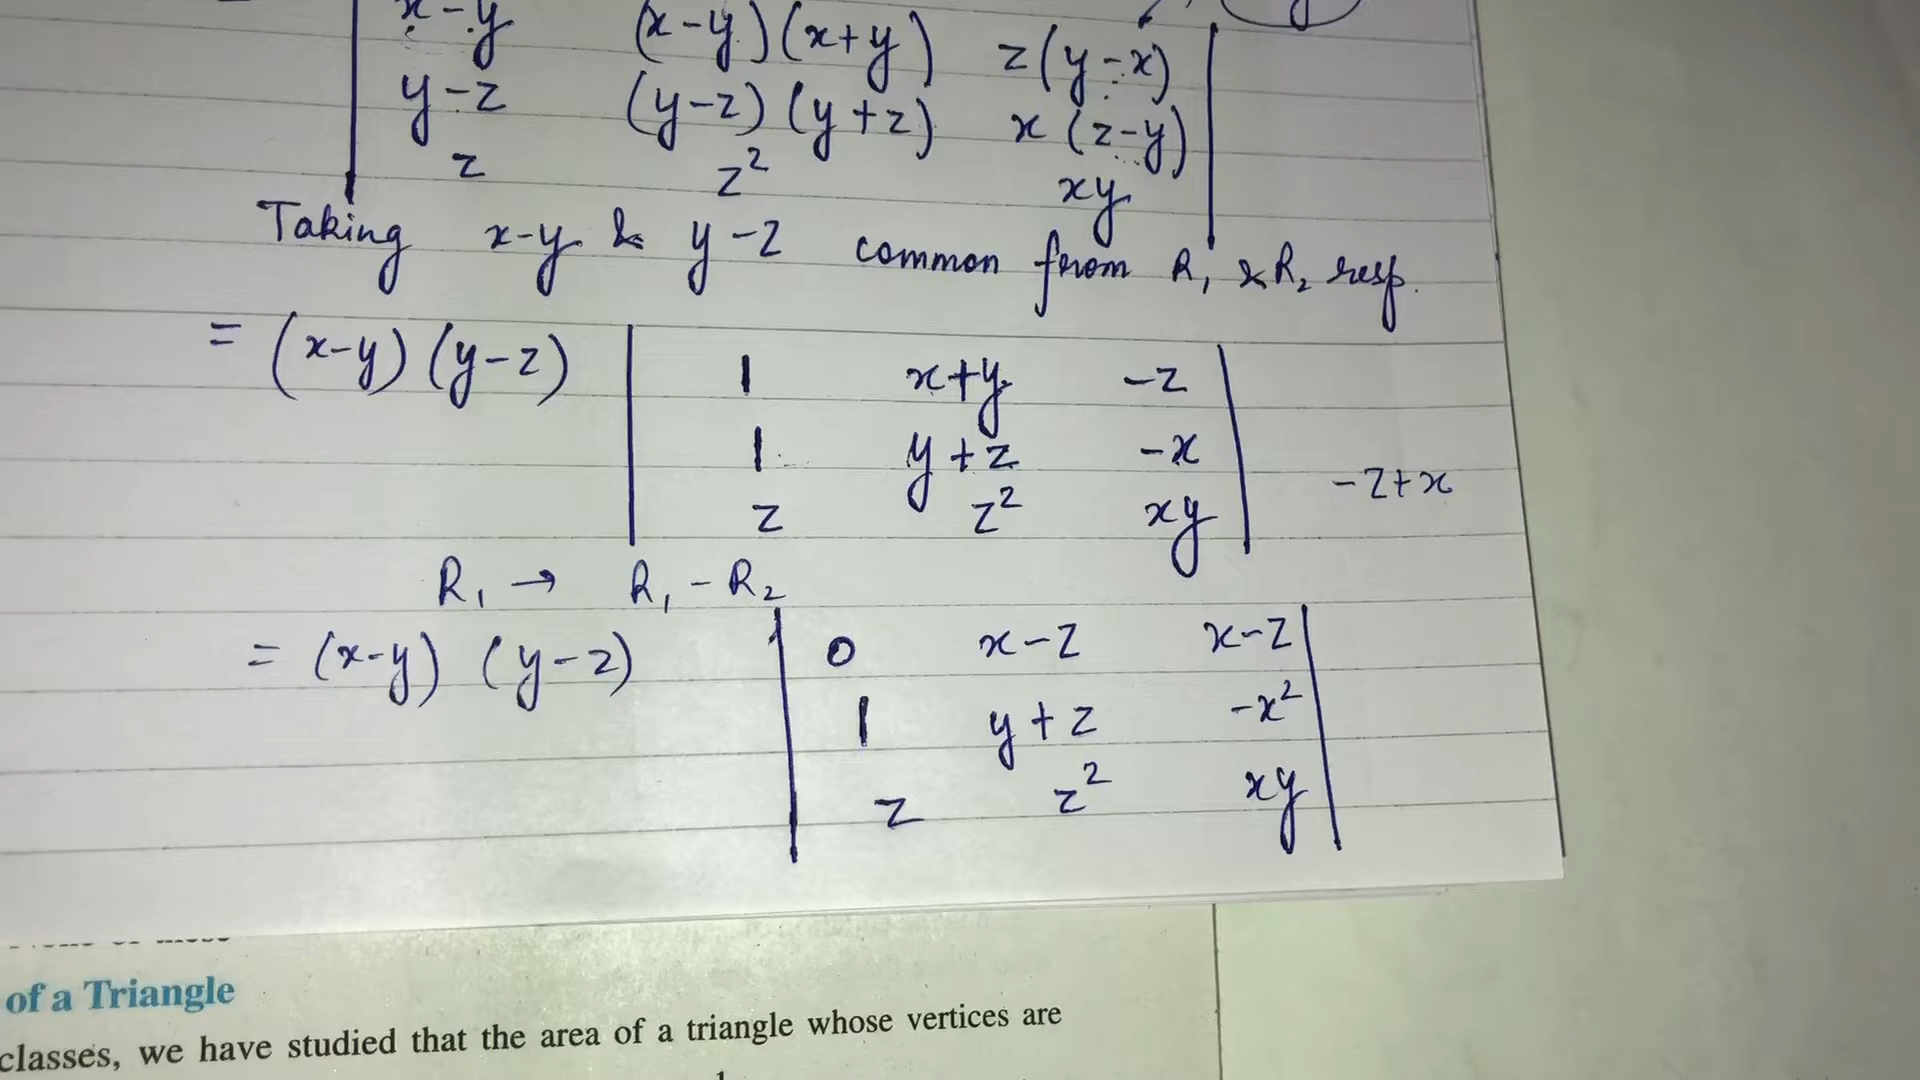 x-y (x-y)(x+y) z(y-x)
y-z (y-z)(y+z) x(z-y)
z z² xy
Taking x-y & y-z common from R₁ & R₂ resp.
= (x-y)(y-z) | 1 x+y -z |
1 y+z -x
z z² xy
-z+x
R₁ → R₁ - R₂
= (x-y) (y-z) | 0 x-z x-z |
1 y+z -x²
z z² xy
of a Triangle
classes, we have studied that the area of a triangle whose vertices are